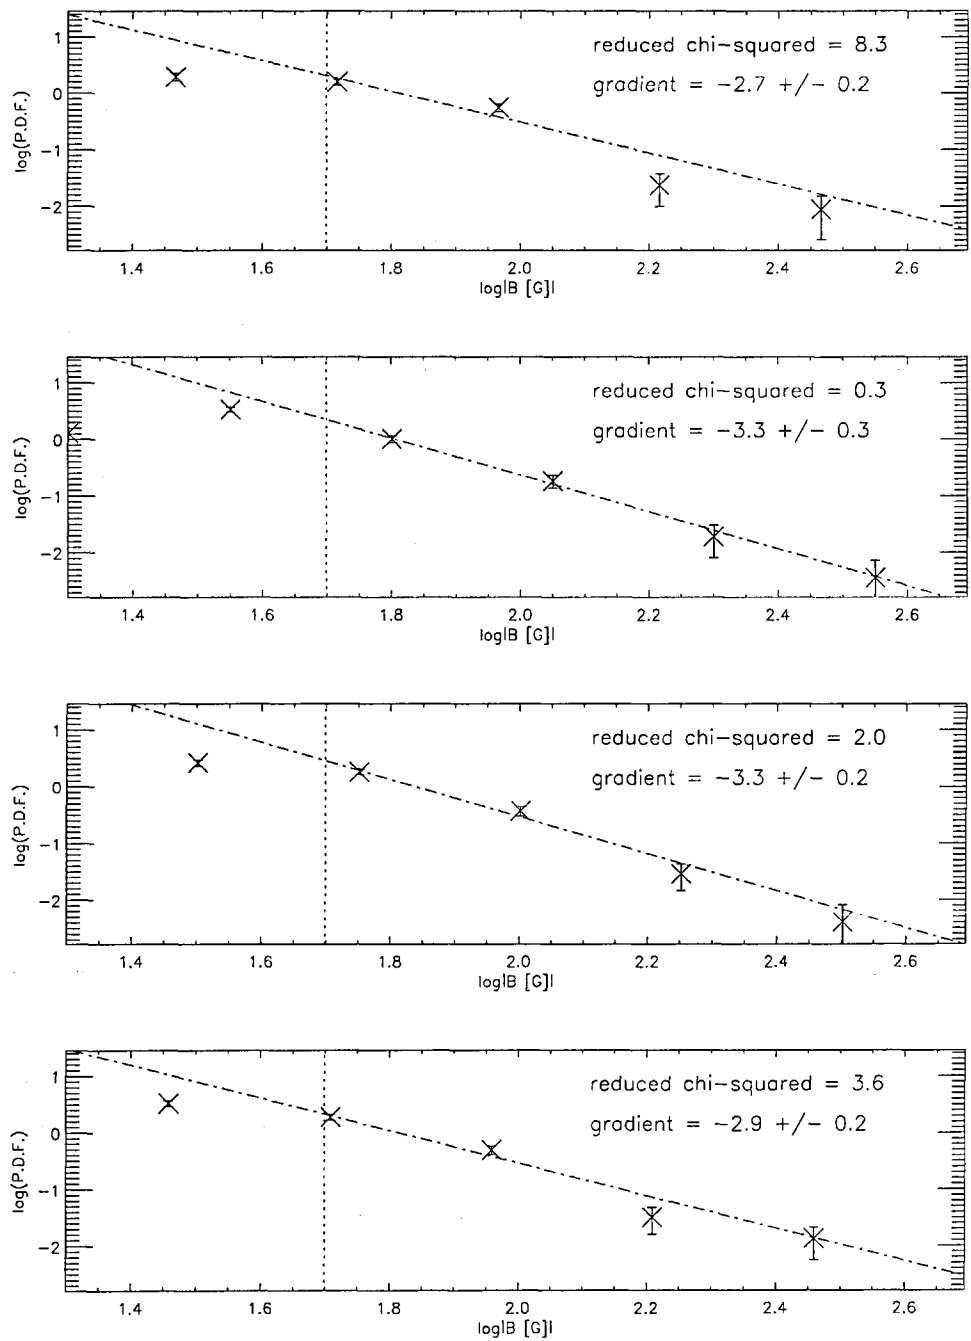 reduced chi-squared = 8.3
gradient = -2.7 +/- 0.2
log(P.D.F.)
1
0
-1
-2
1.4 1.6 1.8 2.0 2.2 2.4 2.6
log|B [G]|
reduced chi-squared = 0.3
gradient = -3.3 +/- 0.3
log(P.D.F.)
1
0
-1
-2
1.4 1.6 1.8 2.0 2.2 2.4 2.6
log|B [G]|
reduced chi-squared = 2.0
gradient = -3.3 +/- 0.2
log(P.D.F.)
1
0
-1
-2
1.4 1.6 1.8 2.0 2.2 2.4 2.6
log|B [G]|
reduced chi-squared = 3.6
gradient = -2.9 +/- 0.2
log(P.D.F.)
1
0
-1
-2
1.4 1.6 1.8 2.0 2.2 2.4 2.6
log|B [G]|